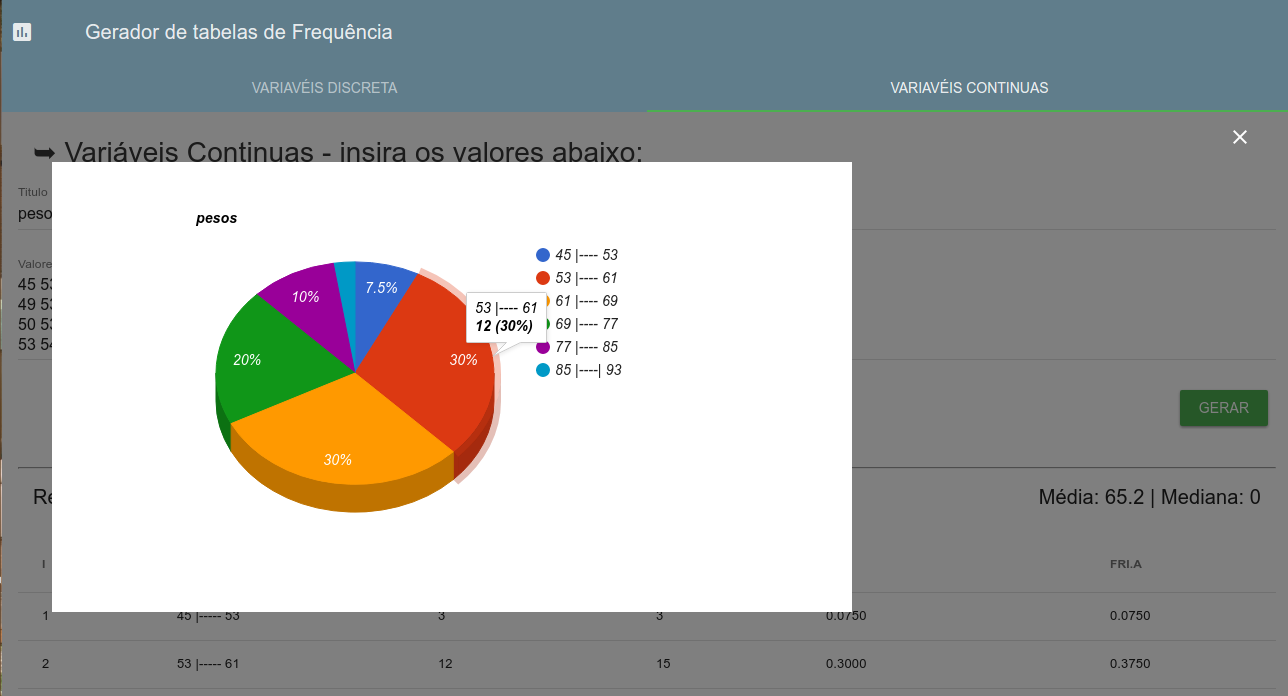 Gerador de tabelas de Frequência
VARIAVÉIS DISCRETA
VARIAVÉIS CONTINUAS
➥ Variáveis Continuas - insira os valores abaixo:
Titulo
peso
pesos
45 |---- 53
53 |---- 61
61 |---- 69
69 |---- 77
77 |---- 85
85 |----| 93
7.5%
10%
53 |---- 61
12 (30%)
20%
30%
30%
Valore
45 53
49 53
50 53
53 54
GERAR
Re
Média: 65.2 | Mediana: 0
I
FRI.A
1 45 |----- 53 3 3 0.0750 0.0750
2 53 |----- 61 12 15 0.3000 0.3750